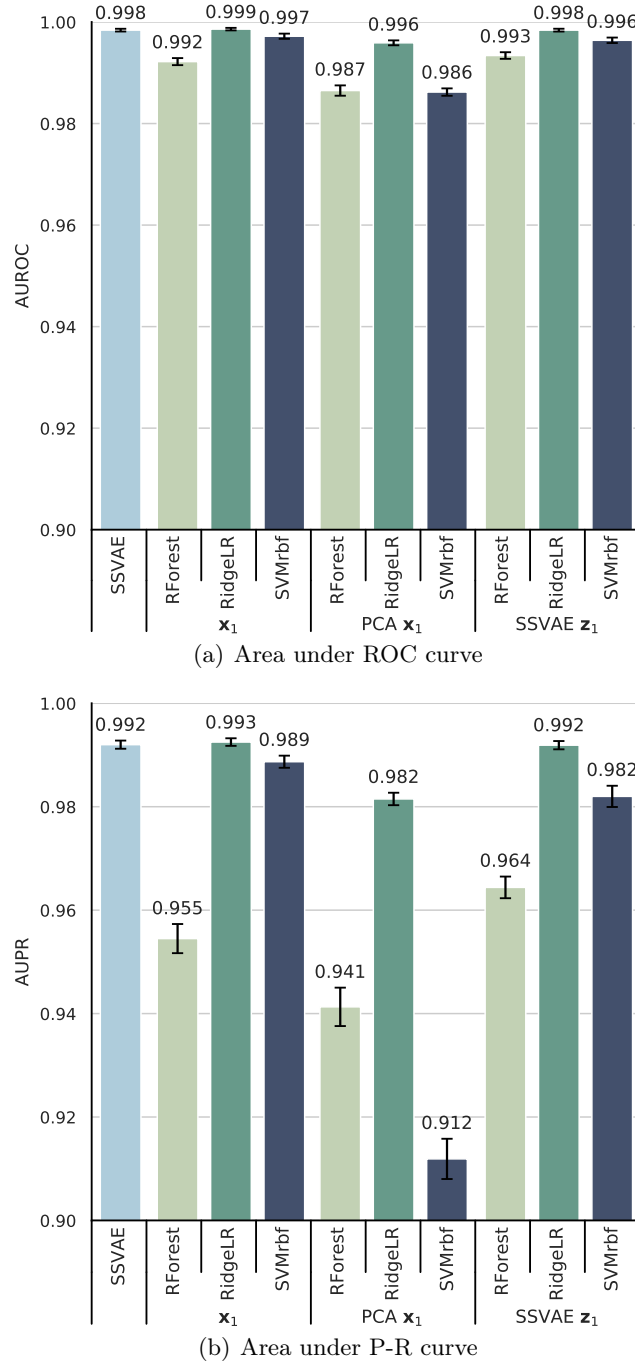 1.00
0.98
0.96
0.94
0.92
0.90
AUROC
0.998
0.992
0.999
0.997
0.987
0.996
0.986
0.993
0.998
0.996
SSVAE
RForest
RidgeLR
SVMrbf
RForest
RidgeLR
SVMrbf
RForest
RidgeLR
SVMrbf
x₁
PCA x₁
SSVAE z₁
(a) Area under ROC curve
1.00
0.98
0.96
0.94
0.92
0.90
AUPR
0.992
0.955
0.993
0.989
0.941
0.982
0.912
0.964
0.992
0.982
SSVAE
RForest
RidgeLR
SVMrbf
RForest
RidgeLR
SVMrbf
RForest
RidgeLR
SVMrbf
x₁
PCA x₁
SSVAE z₁
(b) Area under P-R curve